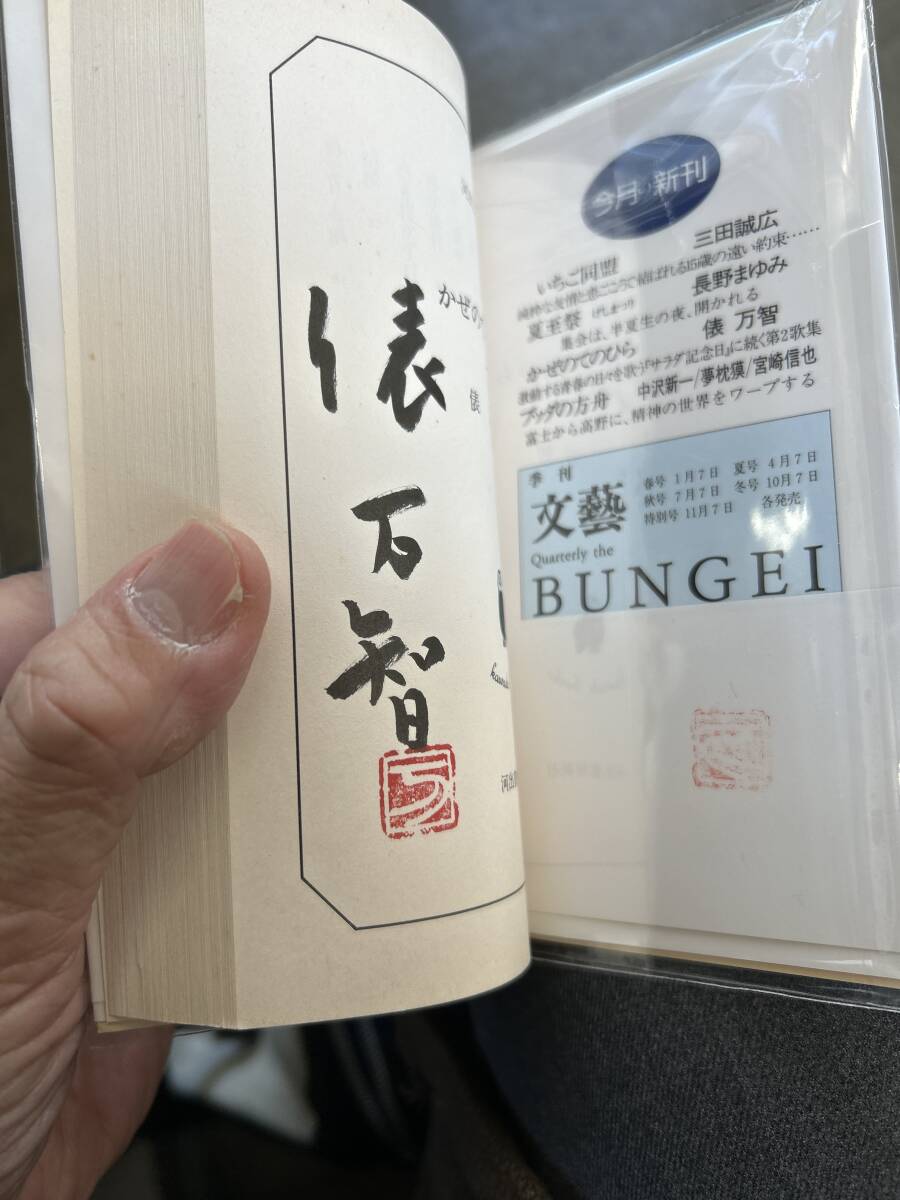 かぜの
俵
俵
万
智
万
河出
今月の新刊
三田誠広
いちご同盟
純粋な友情と恋ごころで結ばれる15歳の遠い約束……
長野まゆみ
夏至祭 げしまつり
集会は、半夏生の夜、開かれる
俵 万智
かぜのてのひら
激動する青春の日々を歌う『サラダ記念日』に続く第2歌集
中沢新一/夢枕獏/宮崎信也
ブッダの方舟
富士から高野に、精神の世界をワープする
季刊
文藝
春号 1月7日 夏号 4月7日
秋号 7月7日 冬号 10月7日
特別号 11月7日 各発売
Quarterly the
BUNGEI